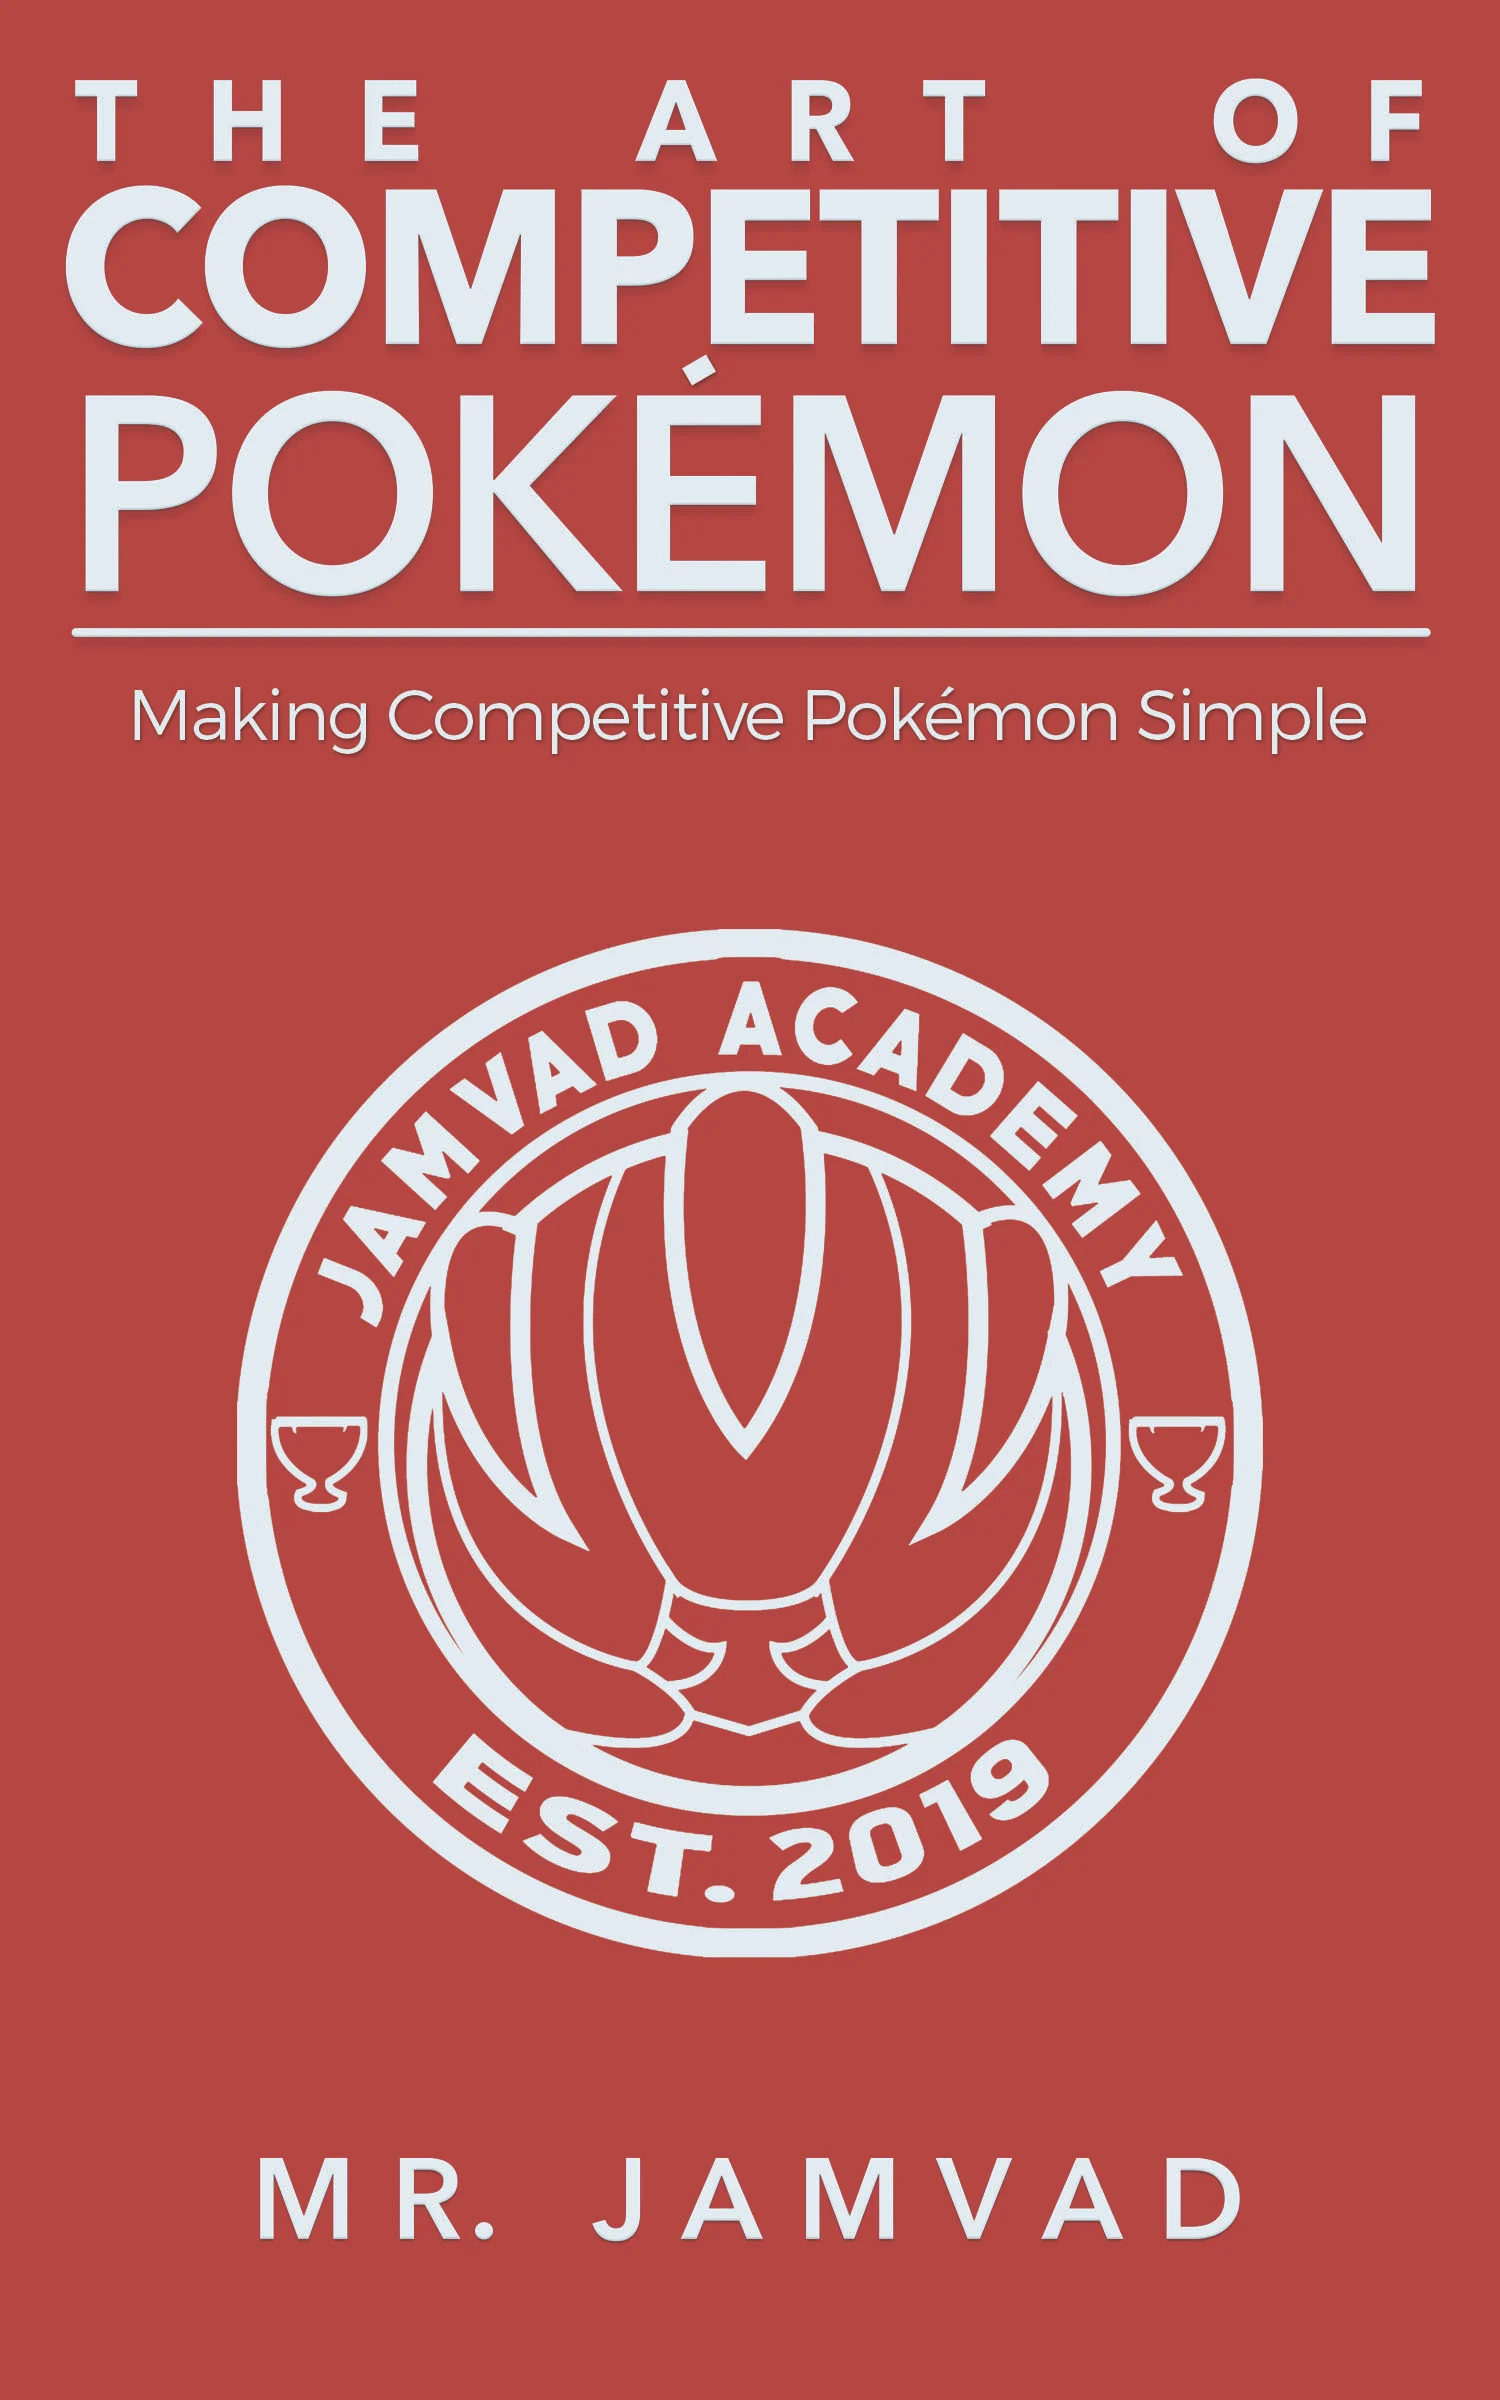 THE ART OF
COMPETITIVE
POKÉMON
Making Competitive Pokémon Simple
JAMVAD ACADEMY
EST. 2019
MR. JAMVAD